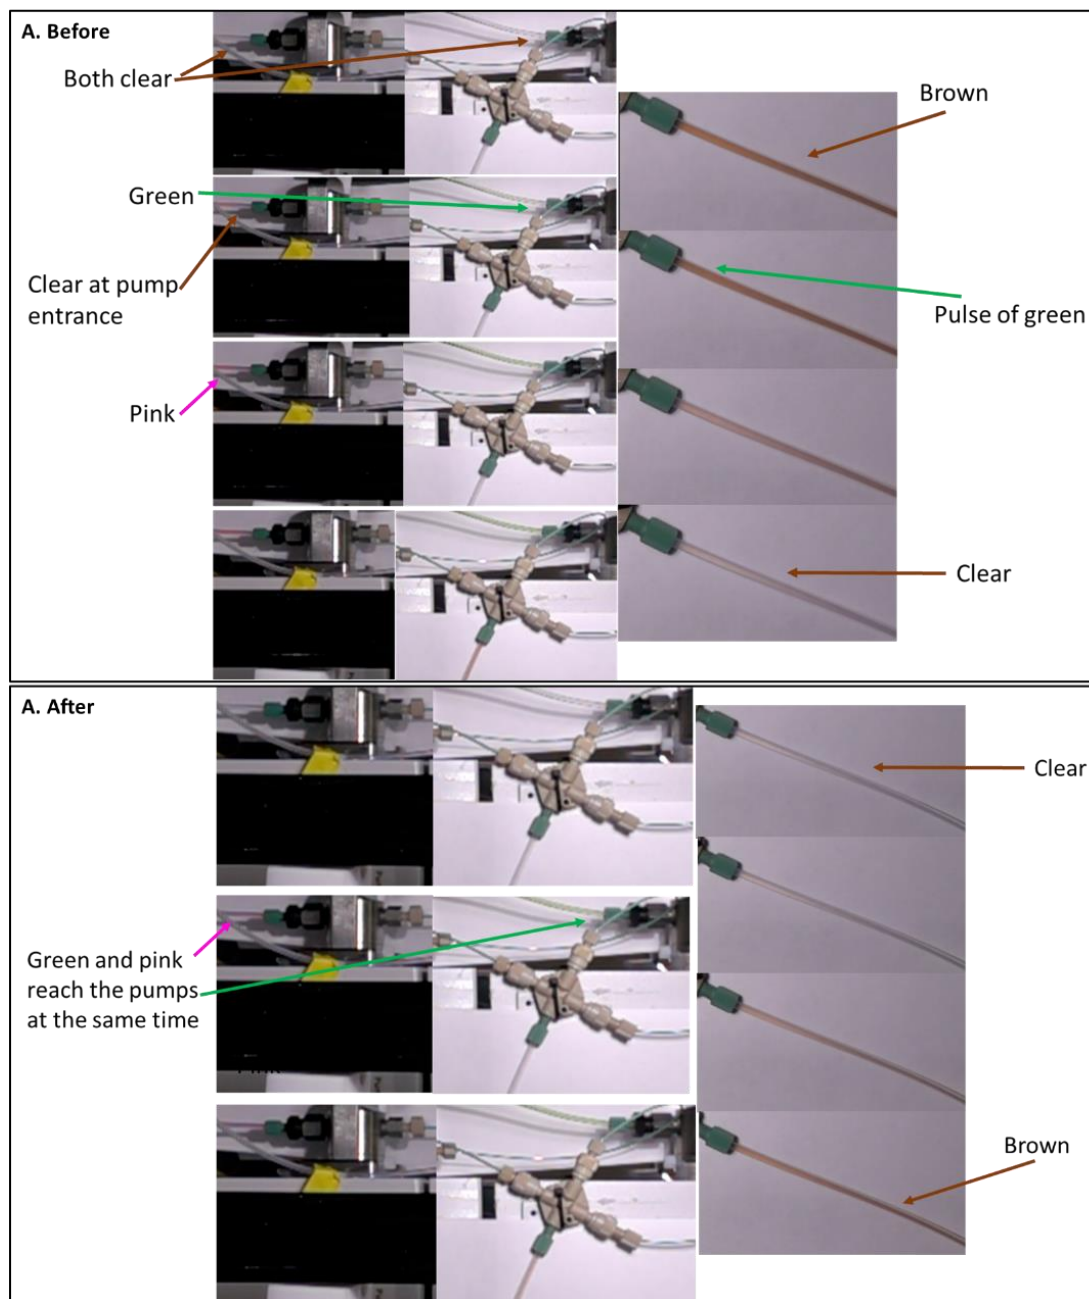 A. Before
Both clear
Brown
Green
Clear at pump
entrance
Pulse of green
Pink
Clear
A. After
Clear
Green and pink
reach the pumps
at the same time
Brown